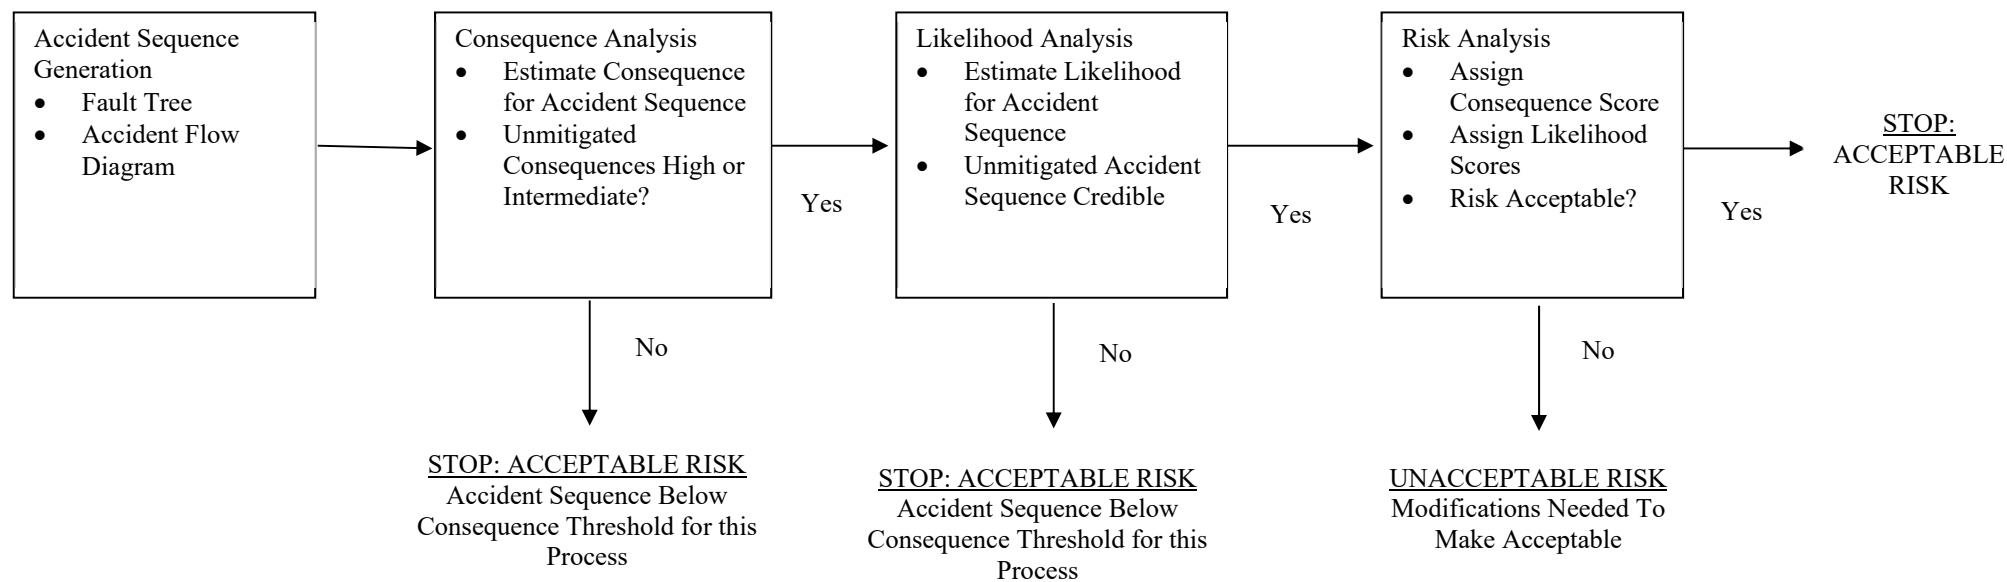 Accident Sequence
Generation
• Fault Tree
• Accident Flow
Diagram
Consequence Analysis
• Estimate Consequence
for Accident Sequence
• Unmitigated
Consequences High or
Intermediate?
Yes
Likelihood Analysis
• Estimate Likelihood
for Accident
Sequence
• Unmitigated Accident
Sequence Credible
Yes
Risk Analysis
• Assign
Consequence Score
• Assign Likelihood
Scores
• Risk Acceptable?
Yes
STOP:
ACCEPTABLE
RISK
No
No
No
STOP: ACCEPTABLE RISK
Accident Sequence Below
Consequence Threshold for this
Process
STOP: ACCEPTABLE RISK
Accident Sequence Below
Consequence Threshold for this
Process
UNACCEPTABLE RISK
Modifications Needed To
Make Acceptable